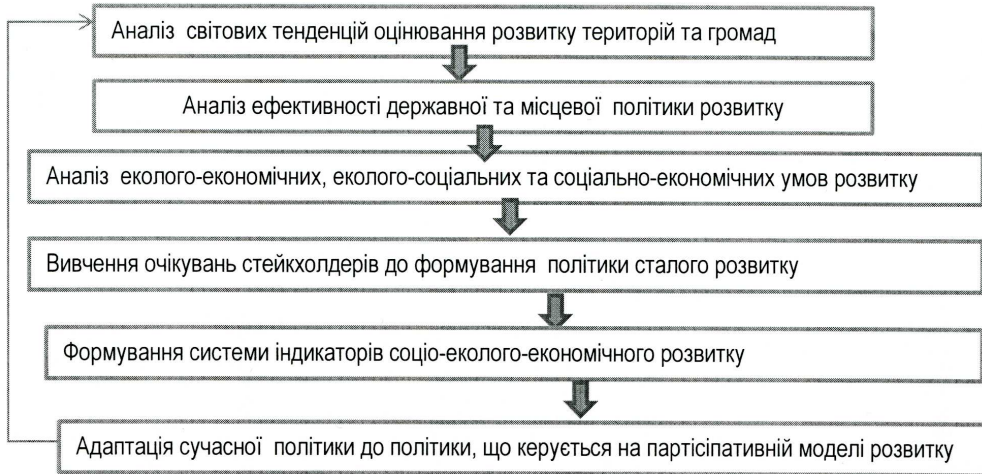 Аналіз світових тенденцій оцінювання розвитку територій та громад
Аналіз ефективності державної та місцевої політики розвитку
Аналіз еколого-економічних, еколого-соціальних та соціально-економічних умов розвитку
Вивчення очікувань стейкхолдерів до формування політики сталого розвитку
Формування системи індикаторів соціо-еколого-економічного розвитку
Адаптація сучасної політики до політики, що керується на партісіпативній моделі розвитку